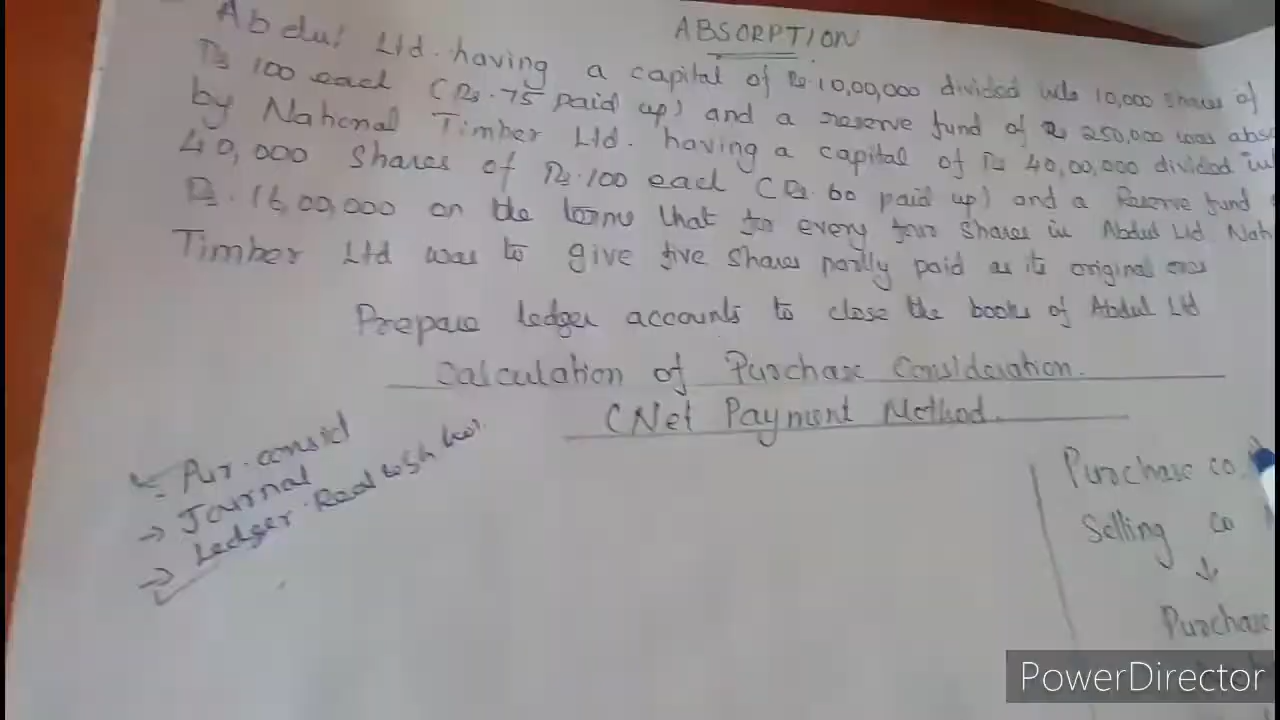 ABSORPTION
Abdul Ltd. having a capital of Rs. 10,00,000 divided into 10,000 shares of
Rs 100 each (Rs. 75 paid up) and a reserve fund of Rs 250,000 was abso
by National Timber Ltd. having a capital of Rs 40,00,000 divided int
40,000 shares of Rs. 100 each (Rs. 60 paid up) and a Reserve fund
Rs. 16,00,000 on the terms that for every four shares in Abdul Ltd Nati
Timber Ltd was to give five shares partly paid as its original ones
Prepare ledger accounts to close the books of Abdul Ltd
Calculation of Purchase Consideration.
(Net Payment Method.
Pur. consid
→ Journal
→ Ledger.
Purchase co.
Selling co
↓
Purchase
PowerDirector